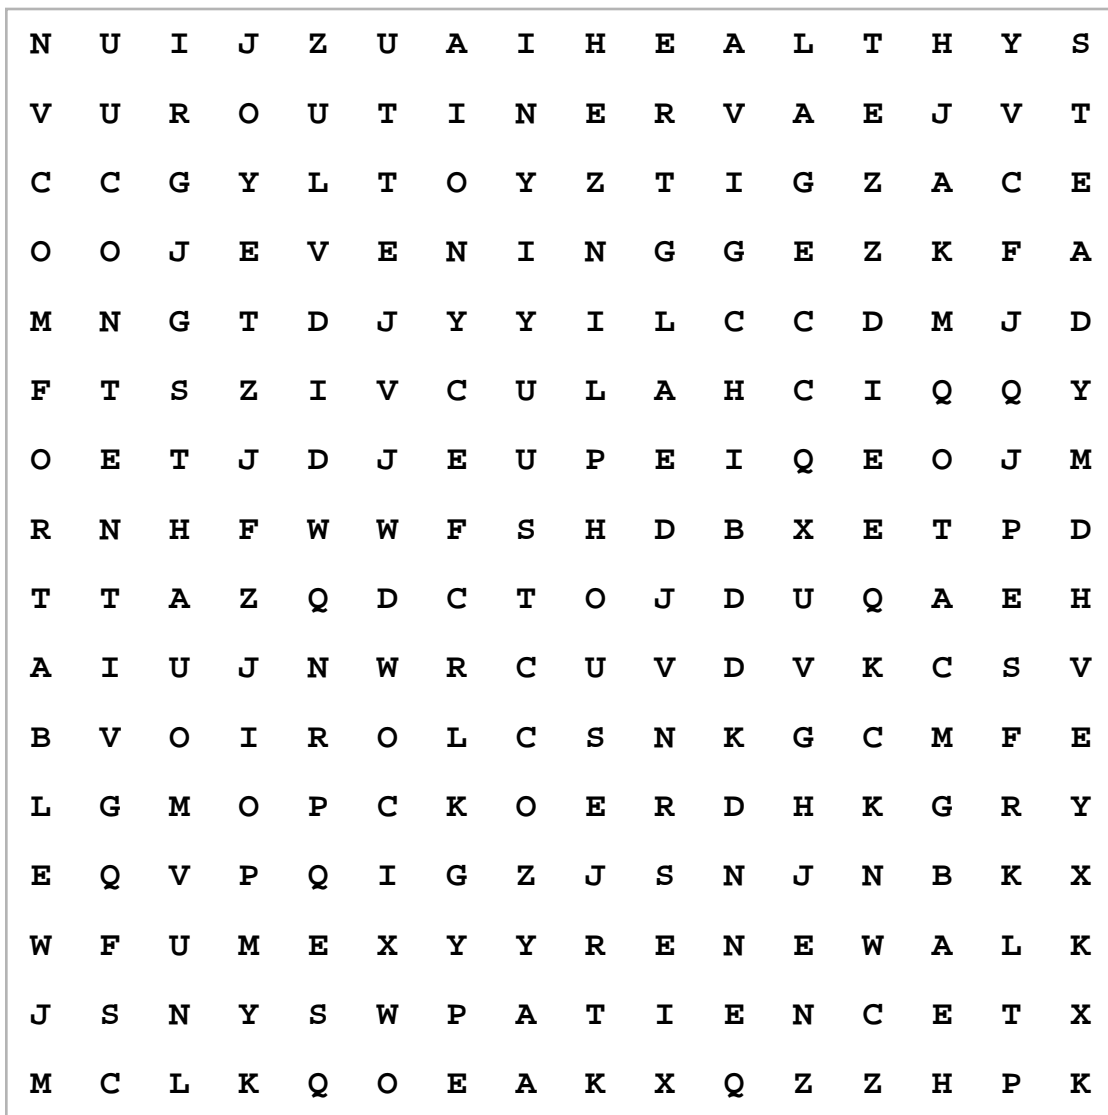 N U I J Z U A I H E A L T H Y S
V U R O U T I N E R V A E J V T
C C G Y L T O Y Z T I G Z A C E
O O J E V E N I N G G E Z K F A
M N G T D J Y Y I L C C D M J D
F T S Z I V C U L A H C I Q Q Y
O E T J D J E U P E I Q E O J M
R N H F W W F S H D B X E T P D
T T A Z Q D C T O J D U Q A E H
A I U J N W R C U V D V K C S V
B V O I R O L C S N K G C M F E
L G M O P C K O E R D H K G R Y
E Q V P Q I G Z J S N J N B K X
W F U M E X Y Y R E N E W A L K
J S N Y S W P A T I E N C E T X
M C L K Q O E A K X Q Z Z H P K